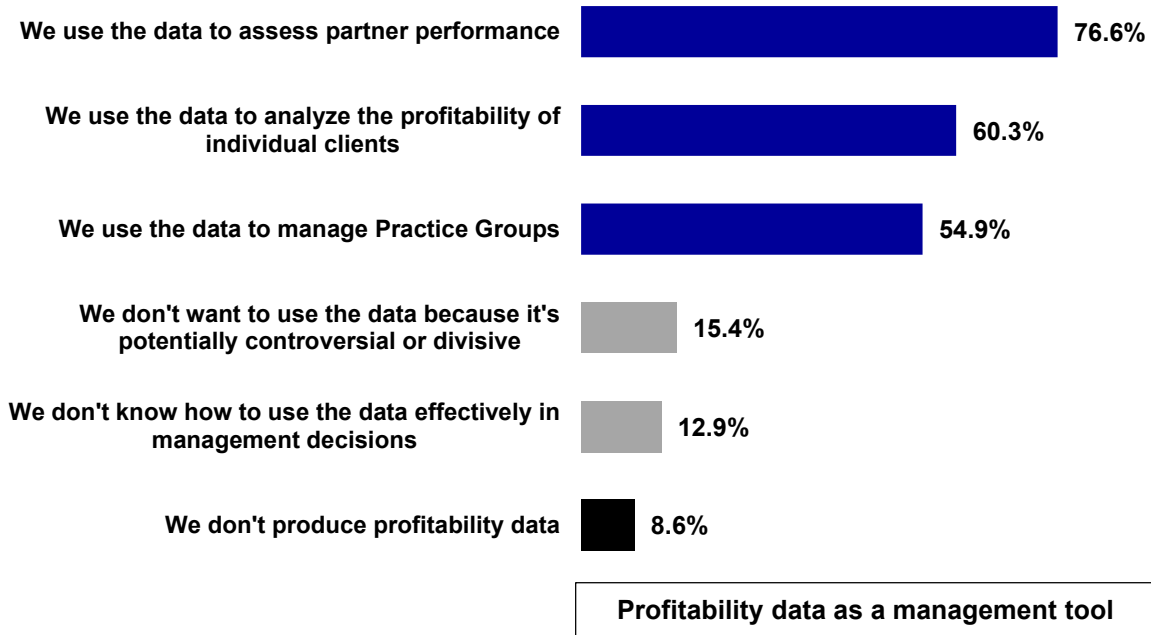 We use the data to assess partner performance
76.6%
We use the data to analyze the profitability of
individual clients
60.3%
We use the data to manage Practice Groups
54.9%
We don't want to use the data because it's
potentially controversial or divisive
15.4%
We don't know how to use the data effectively in
management decisions
12.9%
We don't produce profitability data
8.6%
Profitability data as a management tool